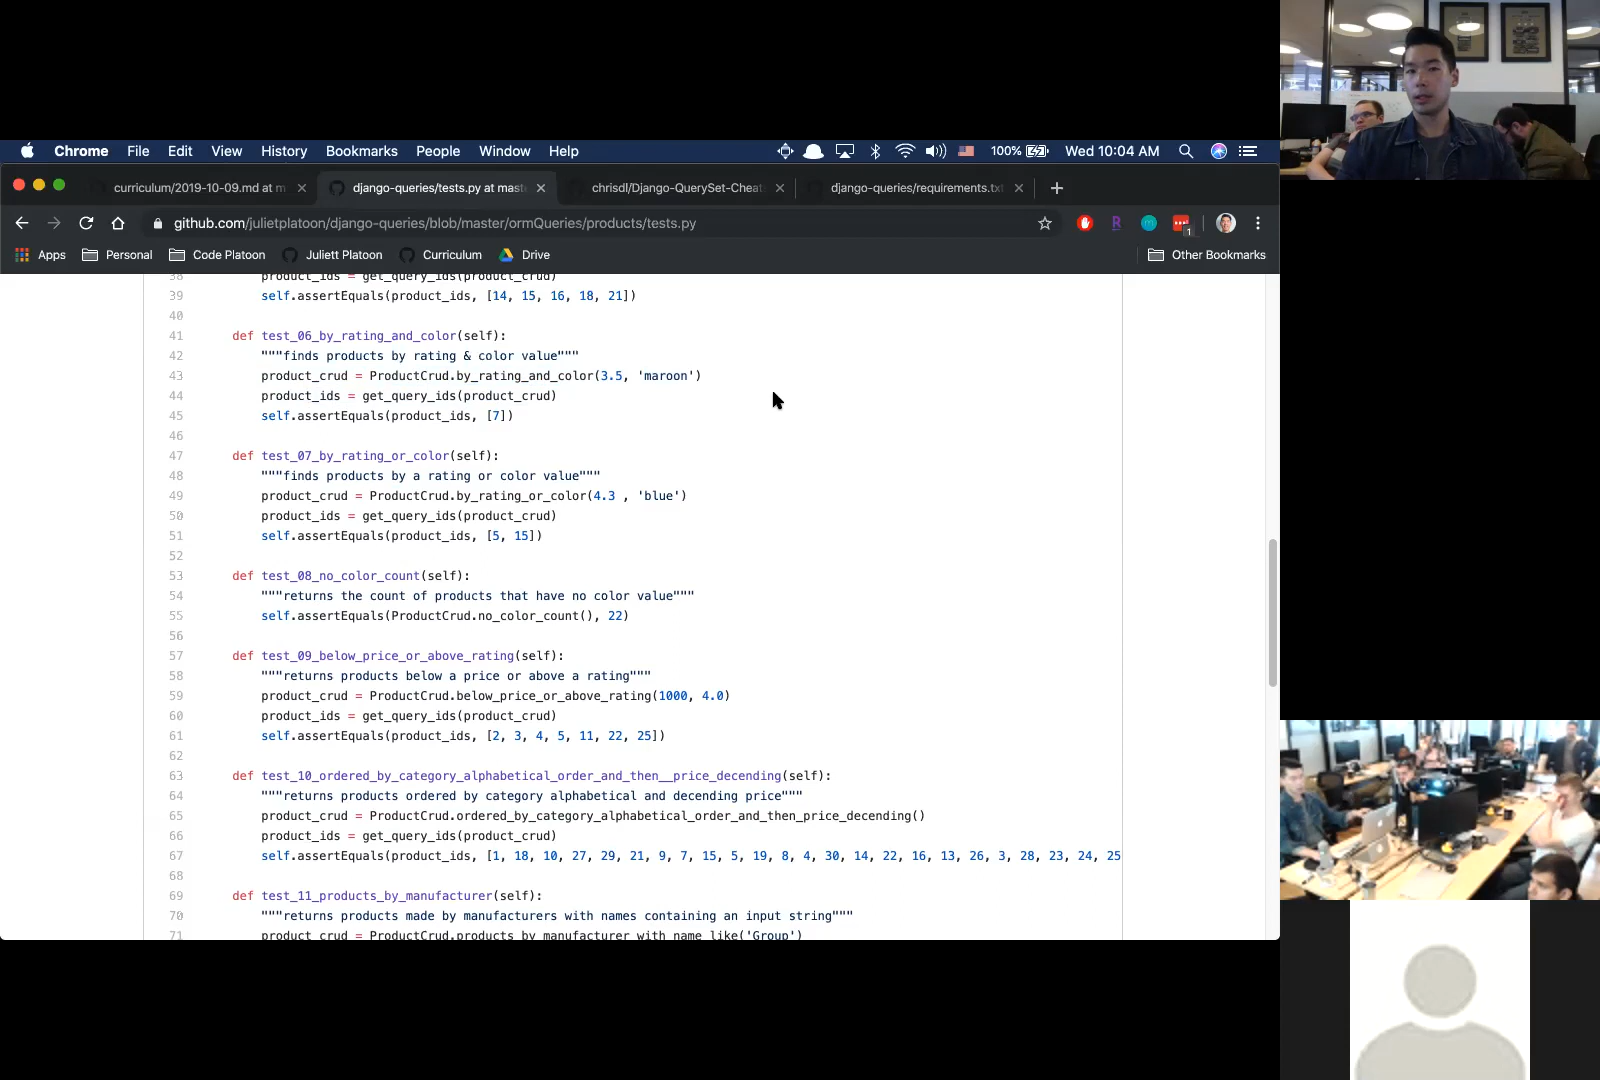 Chrome File Edit View History Bookmarks People Window Help 100% Wed 10:04 AM
curriculum/2019-10-09.md at m django-queries/tests.py at mast chrisdl/Django-QuerySet-Cheat django-queries/requirements.txt
github.com/julietplatoon/django-queries/blob/master/ormQueries/products/tests.py
Apps Personal Code Platoon Juliett Platoon Curriculum Drive Other Bookmarks
38 product_ids = get_query_ids(product_crud)
39 self.assertEquals(product_ids, [14, 15, 16, 18, 21])
40
41 def test_06_by_rating_and_color(self):
42 """finds products by rating & color value"""
43 product_crud = ProductCrud.by_rating_and_color(3.5, 'maroon')
44 product_ids = get_query_ids(product_crud)
45 self.assertEquals(product_ids, [7])
46
47 def test_07_by_rating_or_color(self):
48 """finds products by a rating or color value"""
49 product_crud = ProductCrud.by_rating_or_color(4.3 , 'blue')
50 product_ids = get_query_ids(product_crud)
51 self.assertEquals(product_ids, [5, 15])
52
53 def test_08_no_color_count(self):
54 """returns the count of products that have no color value"""
55 self.assertEquals(ProductCrud.no_color_count(), 22)
56
57 def test_09_below_price_or_above_rating(self):
58 """returns products below a price or above a rating"""
59 product_crud = ProductCrud.below_price_or_above_rating(1000, 4.0)
60 product_ids = get_query_ids(product_crud)
61 self.assertEquals(product_ids, [2, 3, 4, 5, 11, 22, 25])
62
63 def test_10_ordered_by_category_alphabetical_order_and_then__price_decending(self):
64 """returns products ordered by category alphabetical and decending price"""
65 product_crud = ProductCrud.ordered_by_category_alphabetical_order_and_then_price_decending()
66 product_ids = get_query_ids(product_crud)
67 self.assertEquals(product_ids, [1, 18, 10, 27, 29, 21, 9, 7, 15, 5, 19, 8, 4, 30, 14, 22, 16, 13, 26, 3, 28, 23, 24, 25
68
69 def test_11_products_by_manufacturer(self):
70 """returns products made by manufacturers with names containing an input string"""
71 product_crud = ProductCrud.products_by_manufacturer_with_name_like('Group')